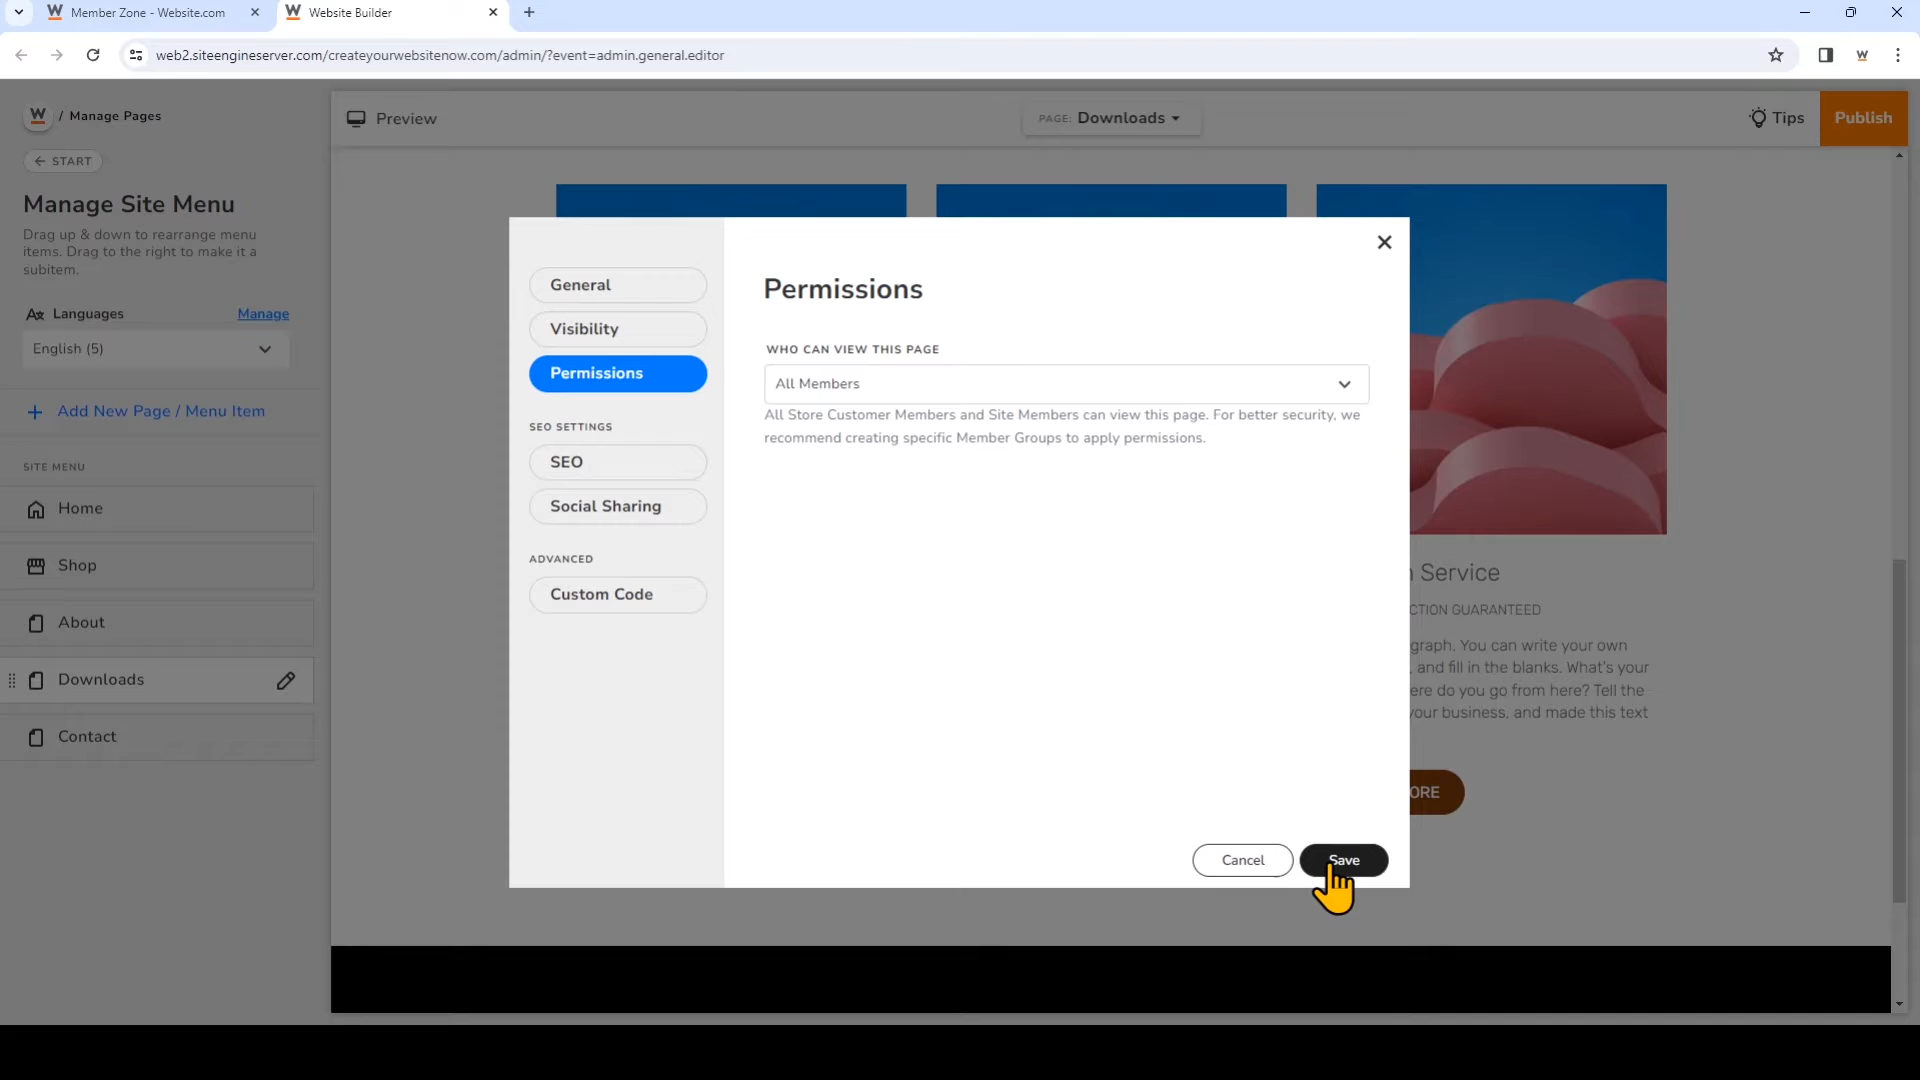 Member Zone - Website.com
Website Builder
web2.siteengineserver.com/createyourwebsitenow.com/admin/?event=admin.general.editor
W / Manage Pages
START
Manage Site Menu
Drag up & down to rearrange menu
items. Drag to the right to make it a
subitem.
Languages
Manage
English (5)
Add New Page / Menu Item
SITE MENU
Home
Shop
About
Downloads
Contact
Preview
PAGE: Downloads
Tips
Publish
General
Visibility
Permissions
SEO SETTINGS
SEO
Social Sharing
ADVANCED
Custom Code
Permissions
WHO CAN VIEW THIS PAGE
All Members
All Store Customer Members and Site Members can view this page. For better security, we
recommend creating specific Member Groups to apply permissions.
Cancel
Save
Service
CTION GUARANTEED
graph. You can write your own
, and fill in the blanks. What's your
ere do you go from here? Tell the
your business, and made this text
ORE